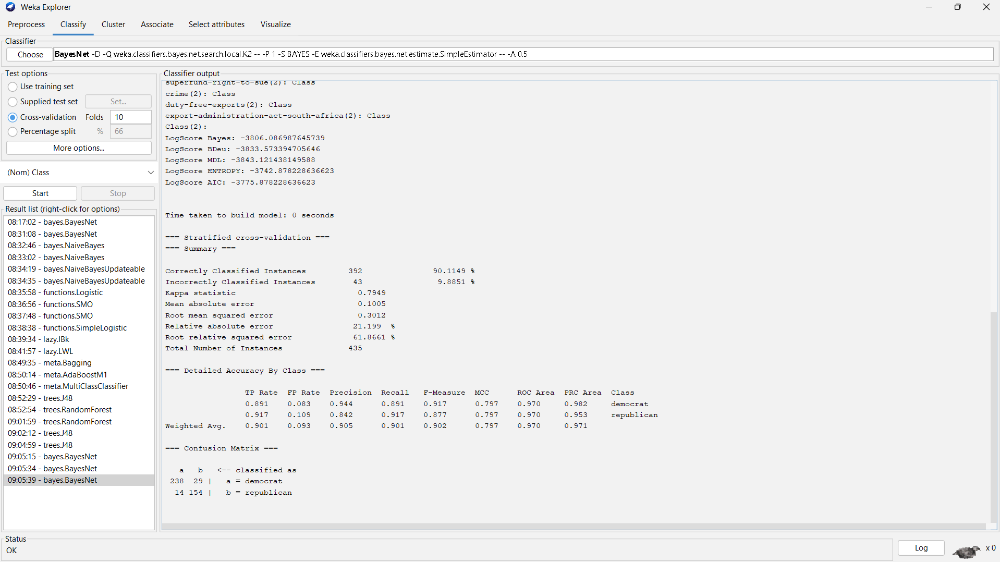 Weka Explorer
Preprocess Classify Cluster Associate Select attributes Visualize
Classifier
Choose BayesNet -D -Q weka.classifiers.bayes.net.search.local.K2 -- -P 1 -S BAYES -E weka.classifiers.bayes.net.estimate.SimpleEstimator -- -A 0.5
Test options
Use training set
Supplied test set Set...
Cross-validation Folds 10
Percentage split % 66
More options...
(Nom) Class
Start Stop
Result list (right-click for options)
08:17:02 - bayes.BayesNet
08:31:08 - bayes.BayesNet
08:32:46 - bayes.NaiveBayes
08:33:02 - bayes.NaiveBayes
08:34:19 - bayes.NaiveBayesUpdateable
08:34:35 - bayes.NaiveBayesUpdateable
08:35:58 - functions.Logistic
08:36:56 - functions.SMO
08:37:48 - functions.SMO
08:38:38 - functions.SimpleLogistic
08:39:34 - lazy.IBk
08:41:57 - lazy.LWL
08:49:35 - meta.Bagging
08:50:14 - meta.AdaBoostM1
08:50:46 - meta.MultiClassClassifier
08:52:29 - trees.J48
08:52:54 - trees.RandomForest
09:01:59 - trees.RandomForest
09:02:12 - trees.J48
09:04:59 - trees.J48
09:05:15 - bayes.BayesNet
09:05:34 - bayes.BayesNet
09:05:39 - bayes.BayesNet
Classifier output
superfund-right-to-sue(2): Class
crime(2): Class
duty-free-exports(2): Class
export-administration-act-south-africa(2): Class
Class(2):
LogScore Bayes: -3806.086987645739
LogScore BDeu: -3833.573394705646
LogScore MDL: -3843.121438149588
LogScore ENTROPY: -3742.878228636623
LogScore AIC: -3775.878228636623
Time taken to build model: 0 seconds
=== Stratified cross-validation ===
=== Summary ===
Correctly Classified Instances 392 90.1149 %
Incorrectly Classified Instances 43 9.8851 %
Kappa statistic 0.7949
Mean absolute error 0.1005
Root mean squared error 0.3012
Relative absolute error 21.199 %
Root relative squared error 61.8661 %
Total Number of Instances 435
=== Detailed Accuracy By Class ===
TP Rate FP Rate Precision Recall F-Measure MCC ROC Area PRC Area Class
0.891 0.083 0.944 0.891 0.917 0.797 0.970 0.982 democrat
0.917 0.109 0.842 0.917 0.877 0.797 0.970 0.953 republican
Weighted Avg. 0.901 0.093 0.905 0.901 0.902 0.797 0.970 0.971
=== Confusion Matrix ===
a b <-- classified as
238 29 | a = democrat
14 154 | b = republican
Status
OK
Log x 0